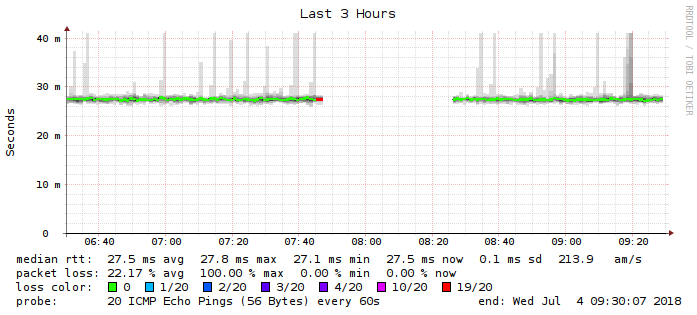 Last 3 Hours
RRDTOOL / TOBI OETIKER
Seconds
40 m
30 m
20 m
10 m
0
06:40 07:00 07:20 07:40 08:00 08:20 08:40 09:00 09:20
median rtt: 27.5 ms avg 27.8 ms max 27.1 ms min 27.5 ms now 0.1 ms sd 213.9 am/s
packet loss: 22.17 % avg 100.00 % max 0.00 % min 0.00 % now
loss color: 0 1/20 2/20 3/20 4/20 10/20 19/20
probe: 20 ICMP Echo Pings (56 Bytes) every 60s end: Wed Jul 4 09:30:07 2018